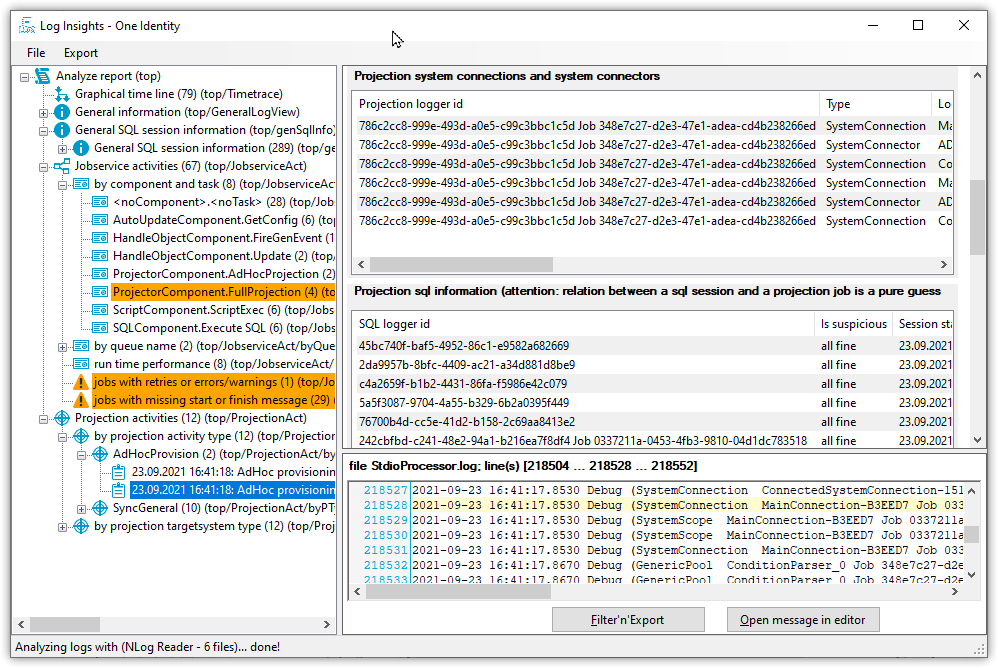 Log Insights - One Identity
File Export
Analyze report (top)
Graphical time line (79) (top/Timetrace)
General information (top/GeneralLogView)
General SQL session information (top/genSqlInfo)
General SQL session information (289) (top/ge
Jobservice activities (67) (top/JobserviceAct)
by component and task (8) (top/JobserviceAct
<noComponent>.<noTask> (28) (top/Jobs
AutoUpdateComponent.GetConfig (6) (top
HandleObjectComponent.FireGenEvent (1
HandleObjectComponent.Update (2) (top/
ProjectorComponent.AdHocProjection (2)
ProjectorComponent.FullProjection (4) (to
ScriptComponent.ScriptExec (6) (top/Jobs
SQLComponent.Execute SQL (6) (top/Jobs
by queue name (2) (top/JobserviceAct/byQue
run time performance (8) (top/JobserviceAct/
jobs with retries or errors/warnings (1) (top/Jo
jobs with missing start or finish message (29) (
Projection activities (12) (top/ProjectionAct)
by projection activity type (12) (top/Projection
AdHocProvision (2) (top/ProjectionAct/by
23.09.2021 16:41:18: AdHoc provisionin
23.09.2021 16:41:18: AdHoc provisionin
SyncGeneral (10) (top/ProjectionAct/byPTy
by projection targetsystem type (12) (top/Proj
Projection system connections and system connectors
Projection logger id Type Lo
786c2cc8-999e-493d-a0e5-c99c3bbc1c5d Job 348e7c27-d2e3-47e1-adea-cd4b238266ed SystemConnection Ma
786c2cc8-999e-493d-a0e5-c99c3bbc1c5d Job 348e7c27-d2e3-47e1-adea-cd4b238266ed SystemConnector AD
786c2cc8-999e-493d-a0e5-c99c3bbc1c5d Job 348e7c27-d2e3-47e1-adea-cd4b238266ed SystemConnection Co
786c2cc8-999e-493d-a0e5-c99c3bbc1c5d Job 348e7c27-d2e3-47e1-adea-cd4b238266ed SystemConnection Ma
786c2cc8-999e-493d-a0e5-c99c3bbc1c5d Job 348e7c27-d2e3-47e1-adea-cd4b238266ed SystemConnector AD
786c2cc8-999e-493d-a0e5-c99c3bbc1c5d Job 348e7c27-d2e3-47e1-adea-cd4b238266ed SystemConnection Co
Projection sql information (attention: relation between a sql session and a projection job is a pure guess
SQL logger id Is suspicious Session sta
45bc740f-baf5-4952-86c1-e9582a682669 all fine 23.09.2021
2da9957b-8bfc-4409-ac21-a34d881d8be9 all fine 23.09.2021
c4a2659f-b1b2-4431-86fa-f5986e42c079 all fine 23.09.2021
5a5f3087-9704-4a55-b329-6b2a0395f449 all fine 23.09.2021
76700b4d-cc5e-41d2-b158-2c69aa8413e2 all fine 23.09.2021
242cbfbd-c241-48e2-94a1-b216ea7f8df4 Job 0337211a-0453-4fb3-9810-04d1dc783518 all fine 23.09.2021
file StdioProcessor.log; line(s) [218504 ... 218528 ... 218552]
218527 2021-09-23 16:41:17.8530 Debug (SystemConnection ConnectedSystemConnection-151
218528 2021-09-23 16:41:17.8530 Debug (SystemConnection MainConnection-B3EED7 Job 033
218529 2021-09-23 16:41:17.8530 Debug (SystemScope MainConnection-B3EED7 Job 0337211a
218530 2021-09-23 16:41:17.8530 Debug (SystemScope MainConnection-B3EED7 Job 0337211a
218531 2021-09-23 16:41:17.8530 Debug (SystemConnection MainConnection-B3EED7 Job 033
218532 2021-09-23 16:41:17.8670 Debug (GenericPool ConditionParser_0 Job 348e7c27-d2e
218533 2021-09-23 16:41:17.8670 Debug (GenericPool ConditionParser_0 Job 348e7c27-d2e
Filter'n'Export Open message in editor
Analyzing logs with (NLog Reader - 6 files)... done!